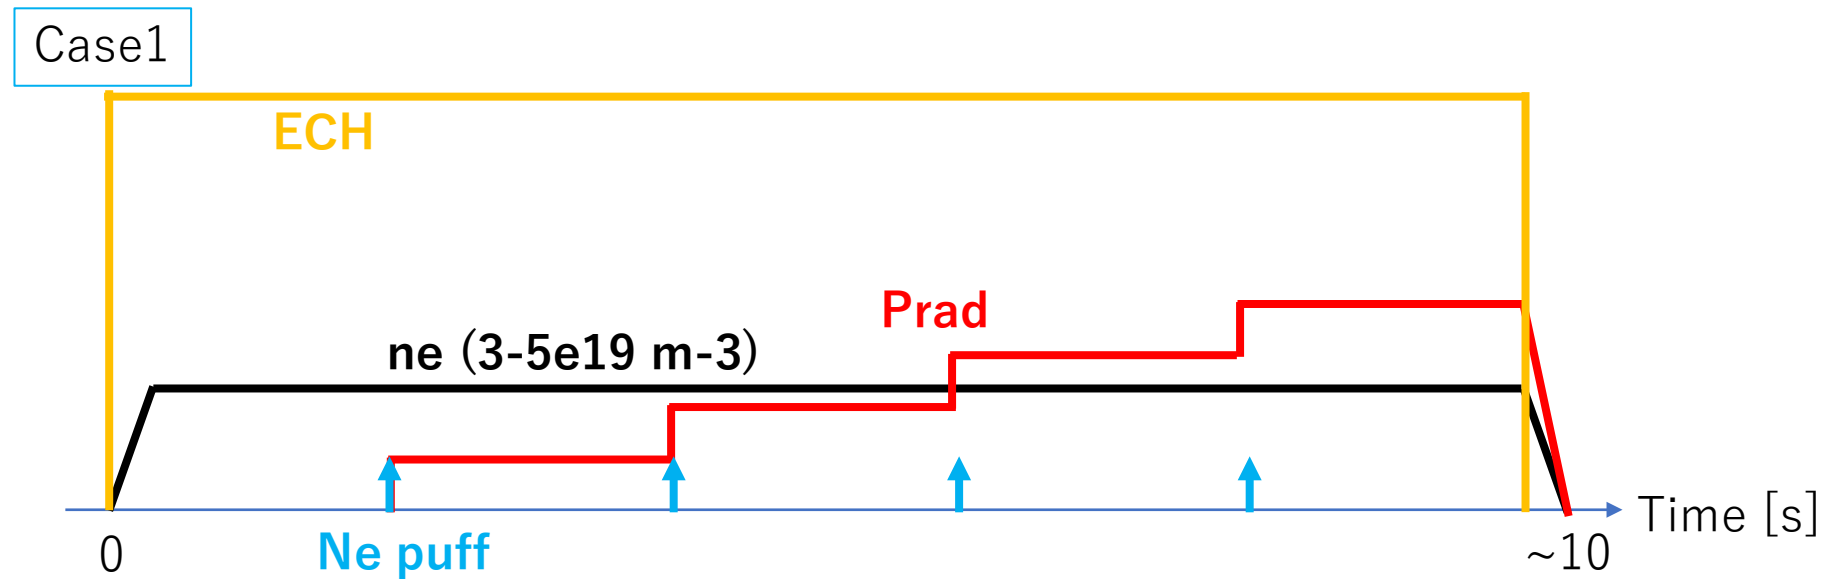 Case1
ECH
Prad
ne (3-5e19 m-3)
Time [s]
0
Ne puff
~10